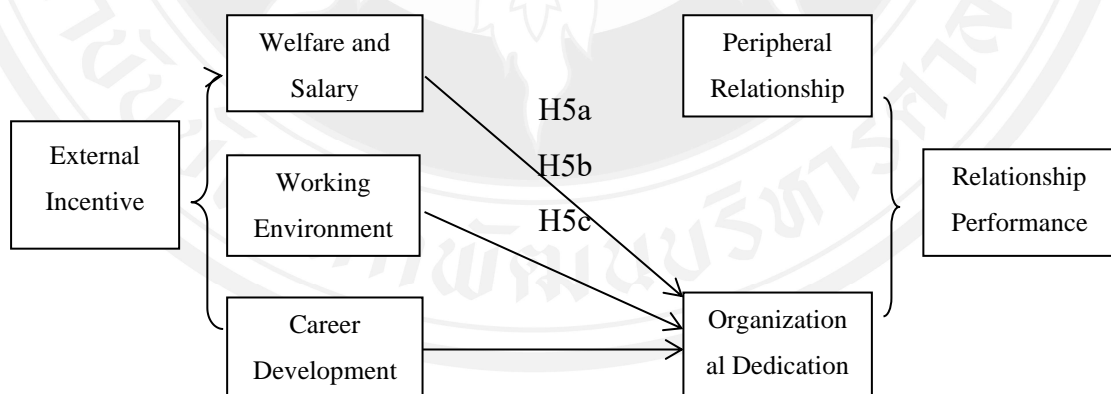 Welfare and
Salary
Peripheral
Relationship
H5a
External
Incentive
Working
Environment
H5b
H5c
Relationship
Performance
Career
Development
Organization
al Dedication